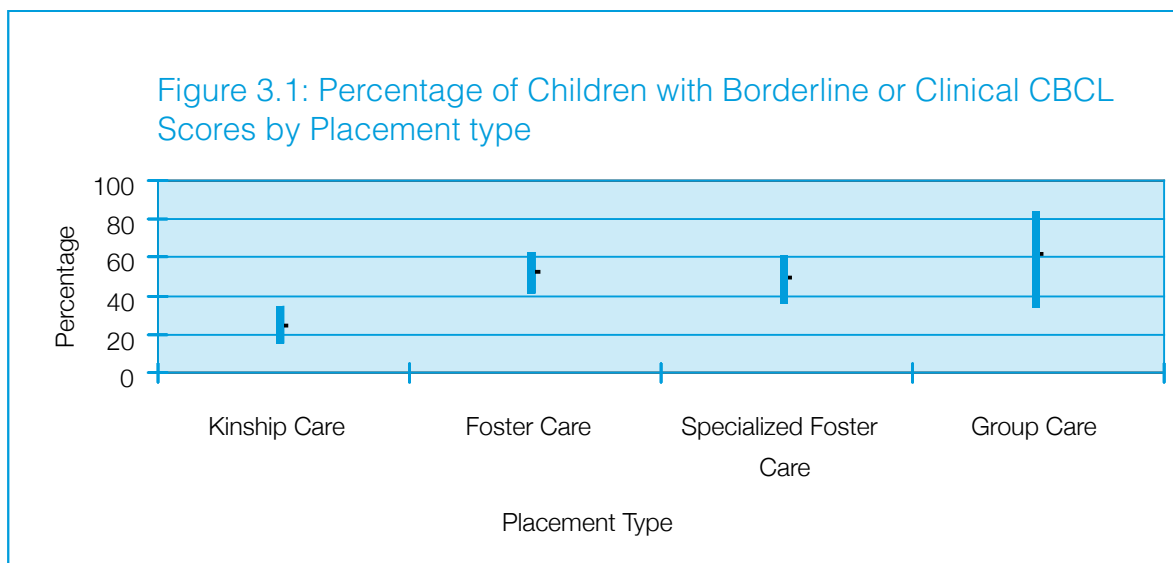 Figure 3.1: Percentage of Children with Borderline or Clinical CBCL
Scores by Placement type
Percentage
100
80
60
40
20
0
Kinship Care
Foster Care
Specialized Foster
Care
Group Care
Placement Type